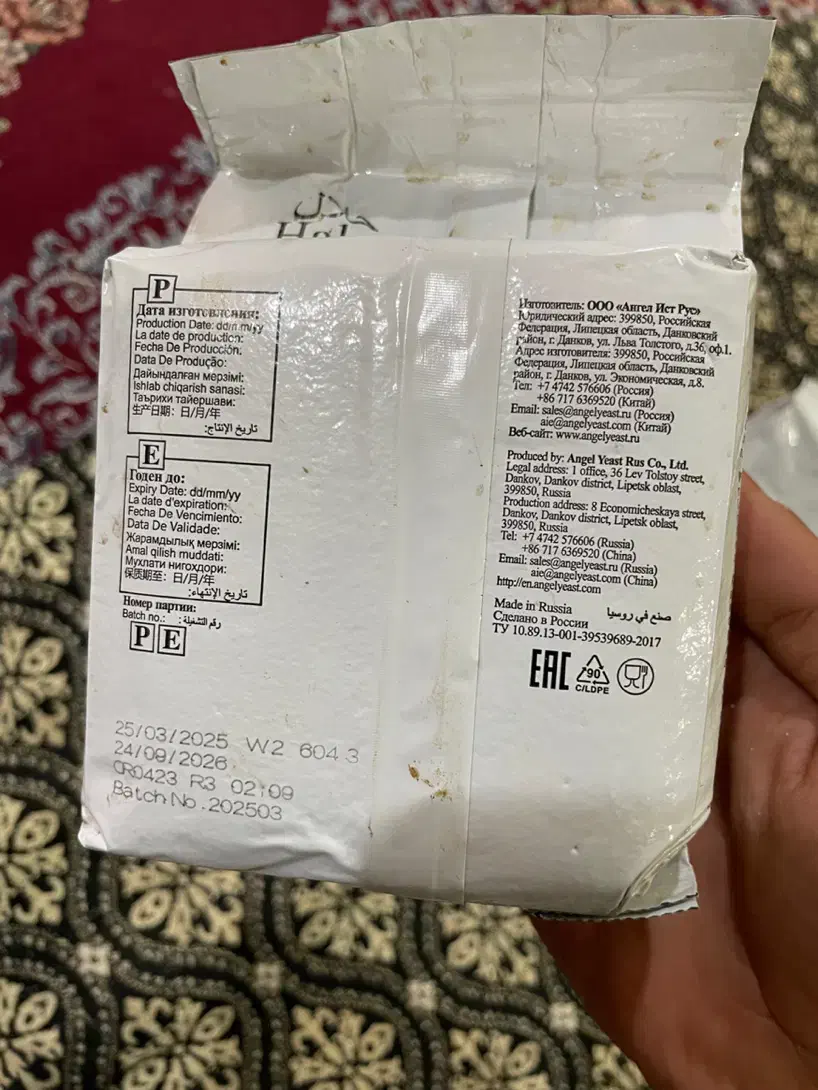 حلال
P
Дата изготовления:
Production Date: dd/mm/yy
La date de production:
Fecha De Producción:
Data De Produção:
Дайындалған мерзімі:
Ishlab chiqarish sanasi:
Таърихи тайершави:
生产日期：日/月/年
تاريخ الإنتاج:
E
Годен до:
Expiry Date: dd/mm/yy
La date d'expiration:
Fecha De Vencimiento:
Data De Validade:
Жарамдылық мерзімі:
Amal qilish muddati:
Мухлати нигоҳдори:
保质期至：日/月/年
تاريخ الإنتهاء:
Номер партии:
Batch no.: رقم التشغيلة:
P E
25/03/2025 W2 604 3
24/09/2026
CR0423 R3 02:09
Batch No.202503
Изготовитель: ООО «Ангел Ист Рус»
Юридический адрес: 399850, Российская
Федерация, Липецкая область, Данковский
район, г. Данков, ул. Льва Толстого, д.36, оф.1.
Адрес изготовителя: 399850, Российская
Федерация, Липецкая область, Данковский
район, г. Данков, ул. Экономическая, д.8.
Тел: +7 4742 576606 (Россия)
+86 717 6369520 (Китай)
Email: sales@angelyeast.ru (Россия)
aie@angelyeast.com (Китай)
Веб-сайт: www.angelyeast.ru
Produced by: Angel Yeast Rus Co., Ltd.
Legal address: 1 office, 36 Lev Tolstoy street,
Dankov, Dankov district, Lipetsk oblast,
399850, Russia
Production address: 8 Economicheskaya street,
Dankov, Dankov district, Lipetsk oblast,
399850, Russia
Tel: +7 4742 576606 (Russia)
+86 717 6369520 (China)
Email: sales@angelyeast.ru (Russia)
aie@angelyeast.com (China)
http://en.angelyeast.com
Made in Russia صنع في روسيا
Сделано в России
ТУ 10.89.13-001-39539689-2017
EAC 90
C/LDPE